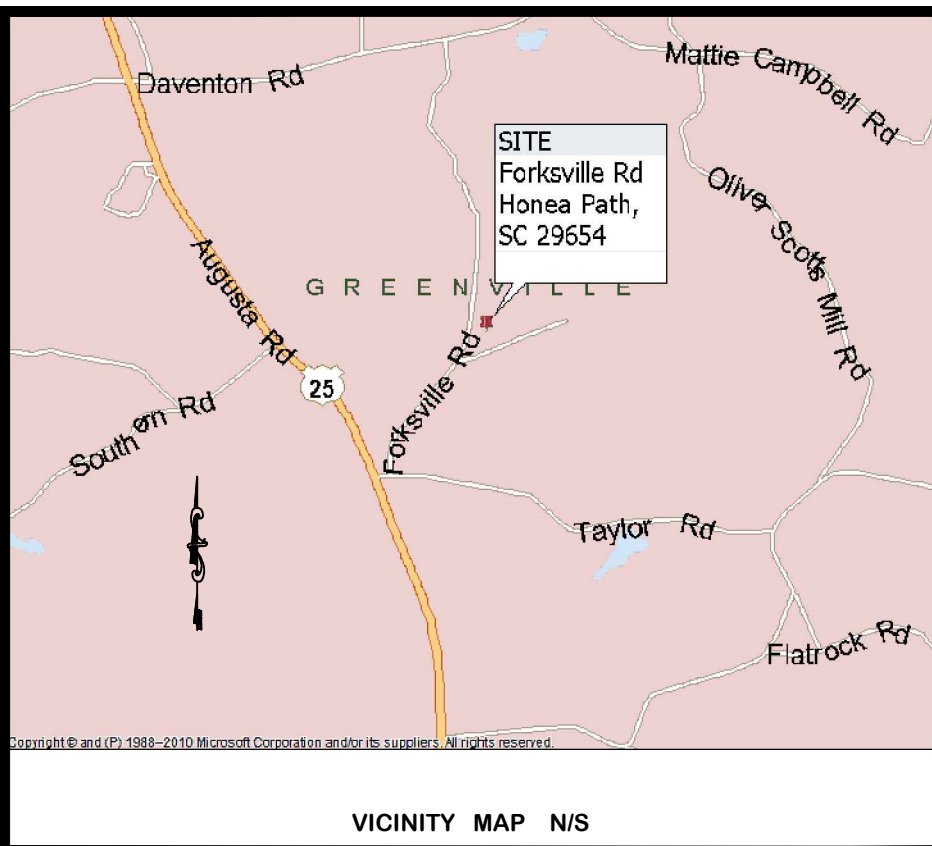 Mattie Campbell Rd
Daventon Rd
SITE
Forksville Rd
Honea Path,
SC 29654
Oliver Scotts Mill Rd
Augusta Rd
GREENVILLE
25
Forksville Rd
Southern Rd
Taylor Rd
Flatrock Rd
Copyright © and (P) 1988–2010 Microsoft Corporation and/or its suppliers. All rights reserved.
VICINITY MAP N/S